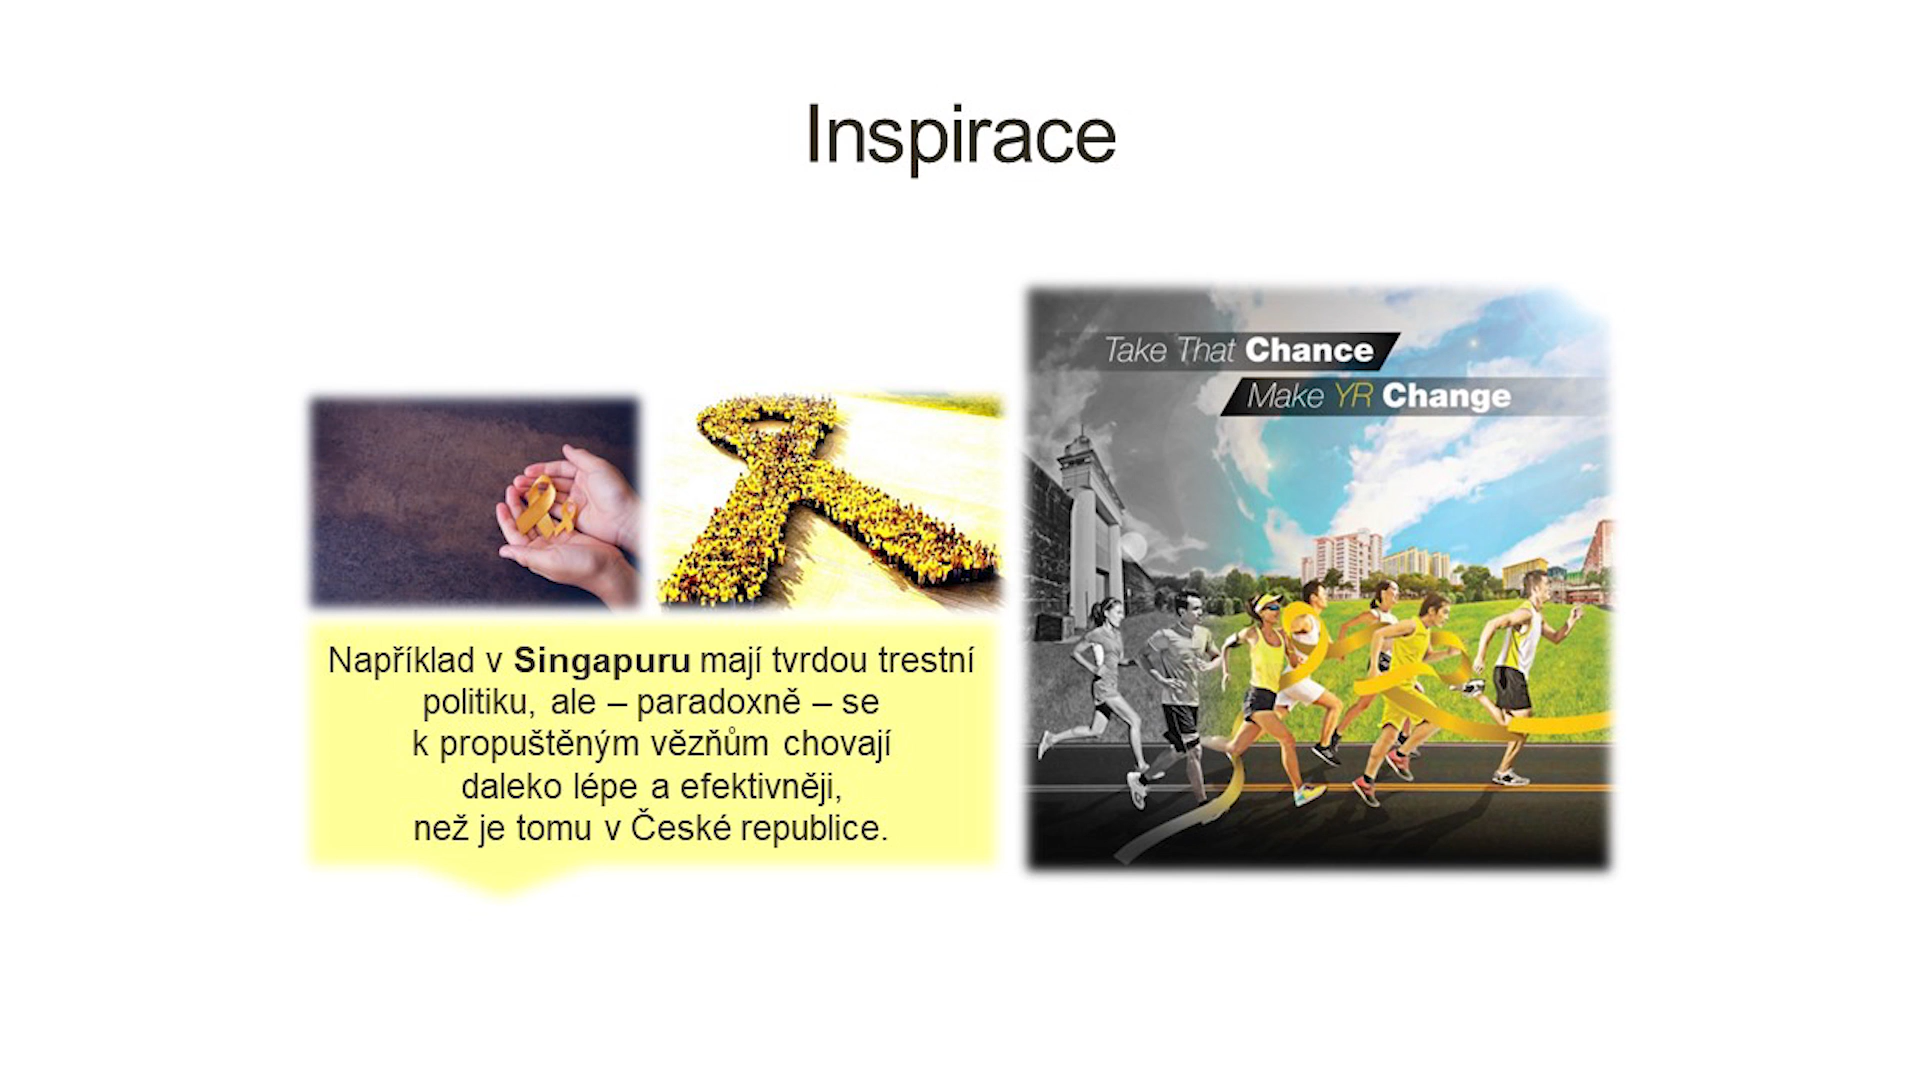 Inspirace
Take That Chance
Make YR Change
Například v Singapuru mají tvrdou trestní
politiku, ale – paradoxně – se
k propuštěným vězňům chovají
daleko lépe a efektivněji,
než je tomu v České republice.